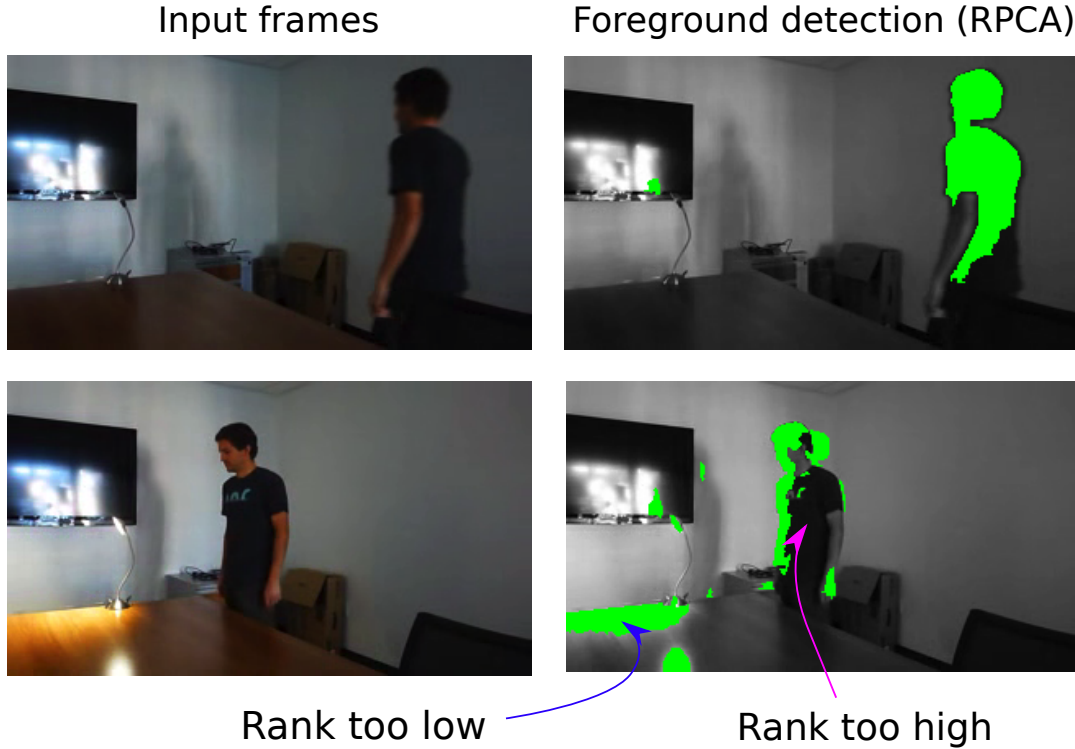 Input frames
Foreground detection (RPCA)
Rank too low
Rank too high